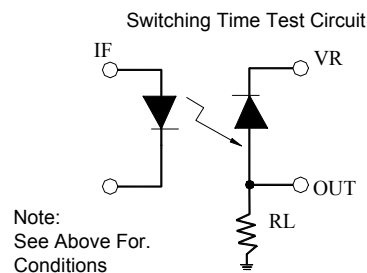 Switching Time Test Circuit
IF
VR
OUT
RL
Note:
See Above For.
Conditions